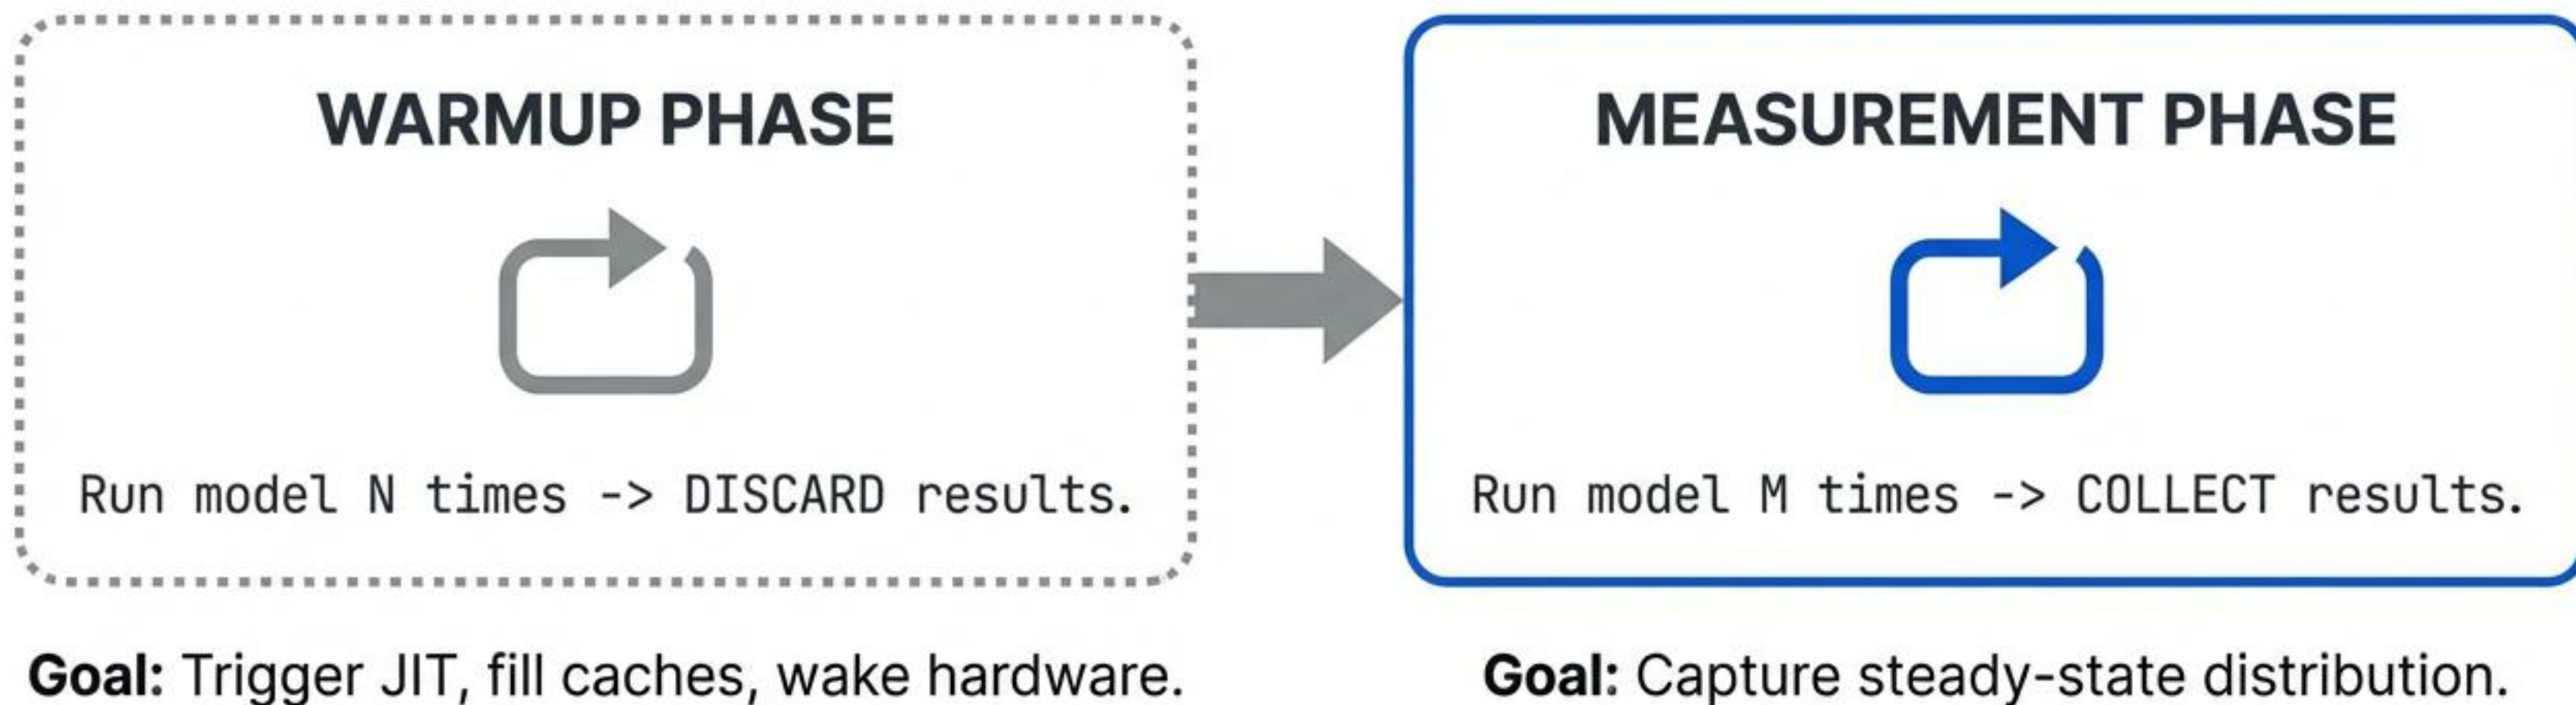 WARMUP PHASE
Run model N times -> DISCARD results.
Goal: Trigger JIT, fill caches, wake hardware.
MEASUREMENT PHASE
Run model M times -> COLLECT results.
Goal: Capture steady-state distribution.